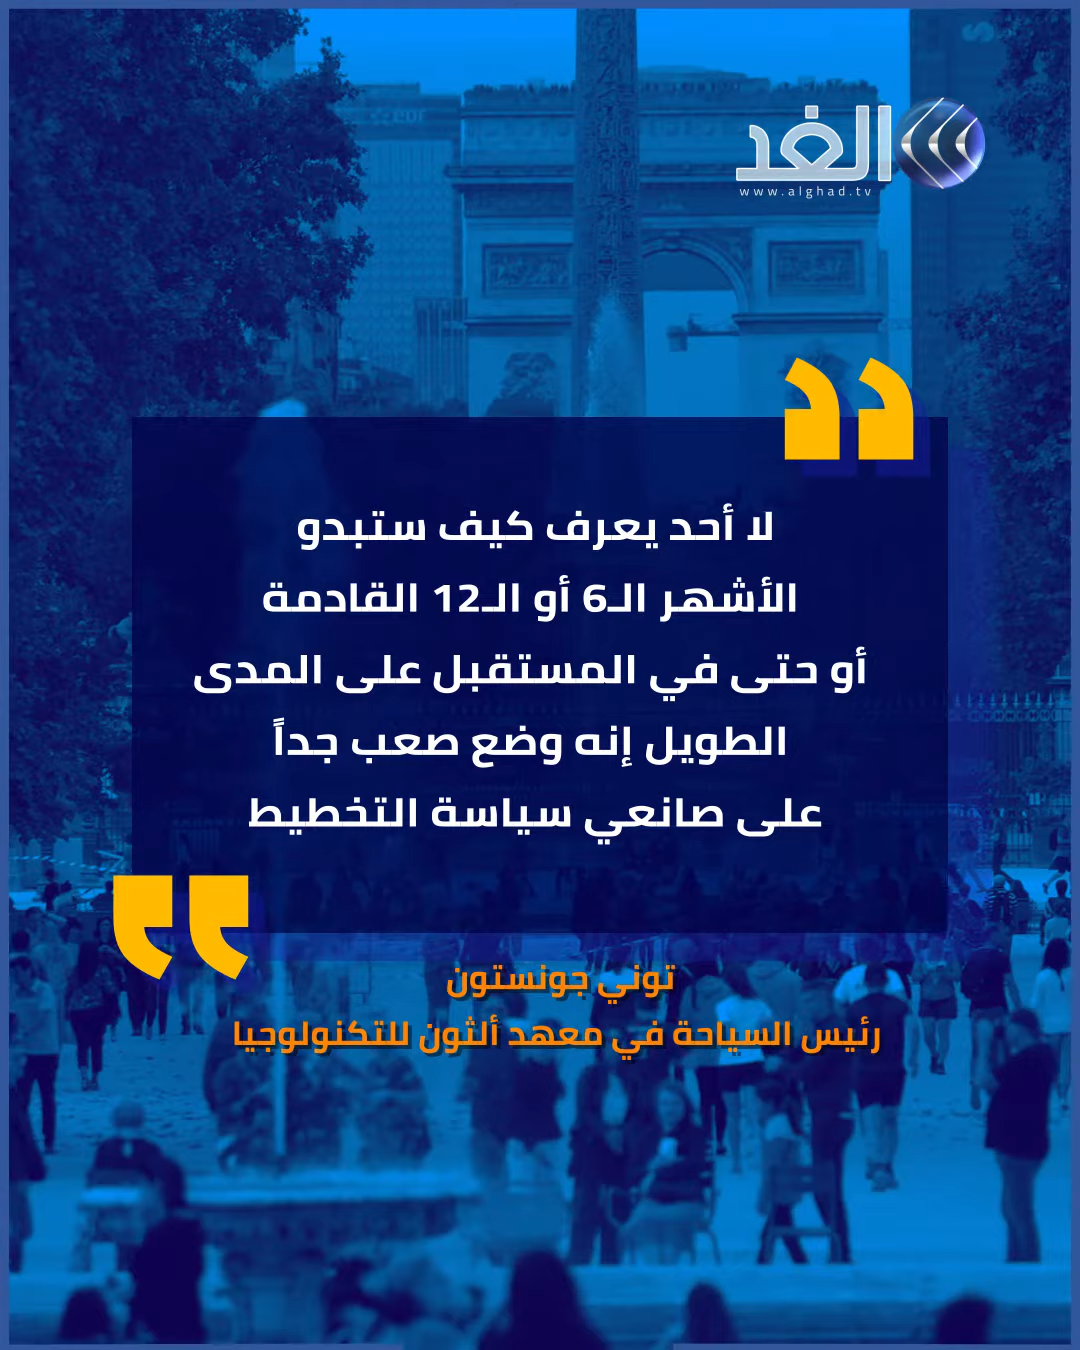 الغد
www.alghad.tv
لا أحد يعرف كيف ستبدو
الأشهر الـ6 أو الـ12 القادمة
أو حتى في المستقبل على المدى
الطويل إنه وضع صعب جداً
على صانعي سياسة التخطيط
توني جونستون
رئيس السياحة في معهد ألثون للتكنولوجيا